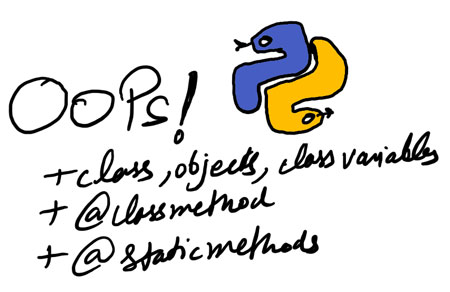 OOPs!
+ class, objects, class variables
+ @classmethod
+ @staticmethods